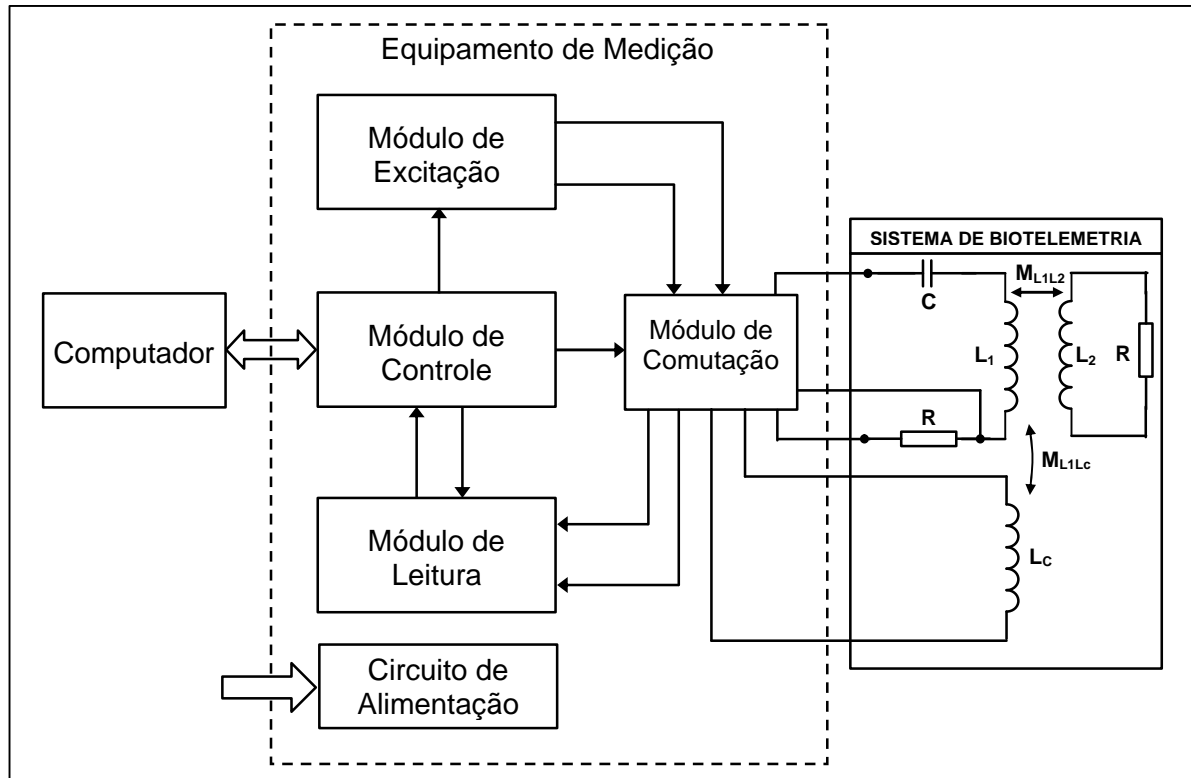 Equipamento de Medição
Módulo de
Excitação
SISTEMA DE BIOTELEMETRIA
ML1L2
C
Computador
Módulo de
Controle
Módulo de
Comutação
L1
L2
R
R
ML1Lc
Módulo de
Leitura
LC
Circuito de
Alimentação